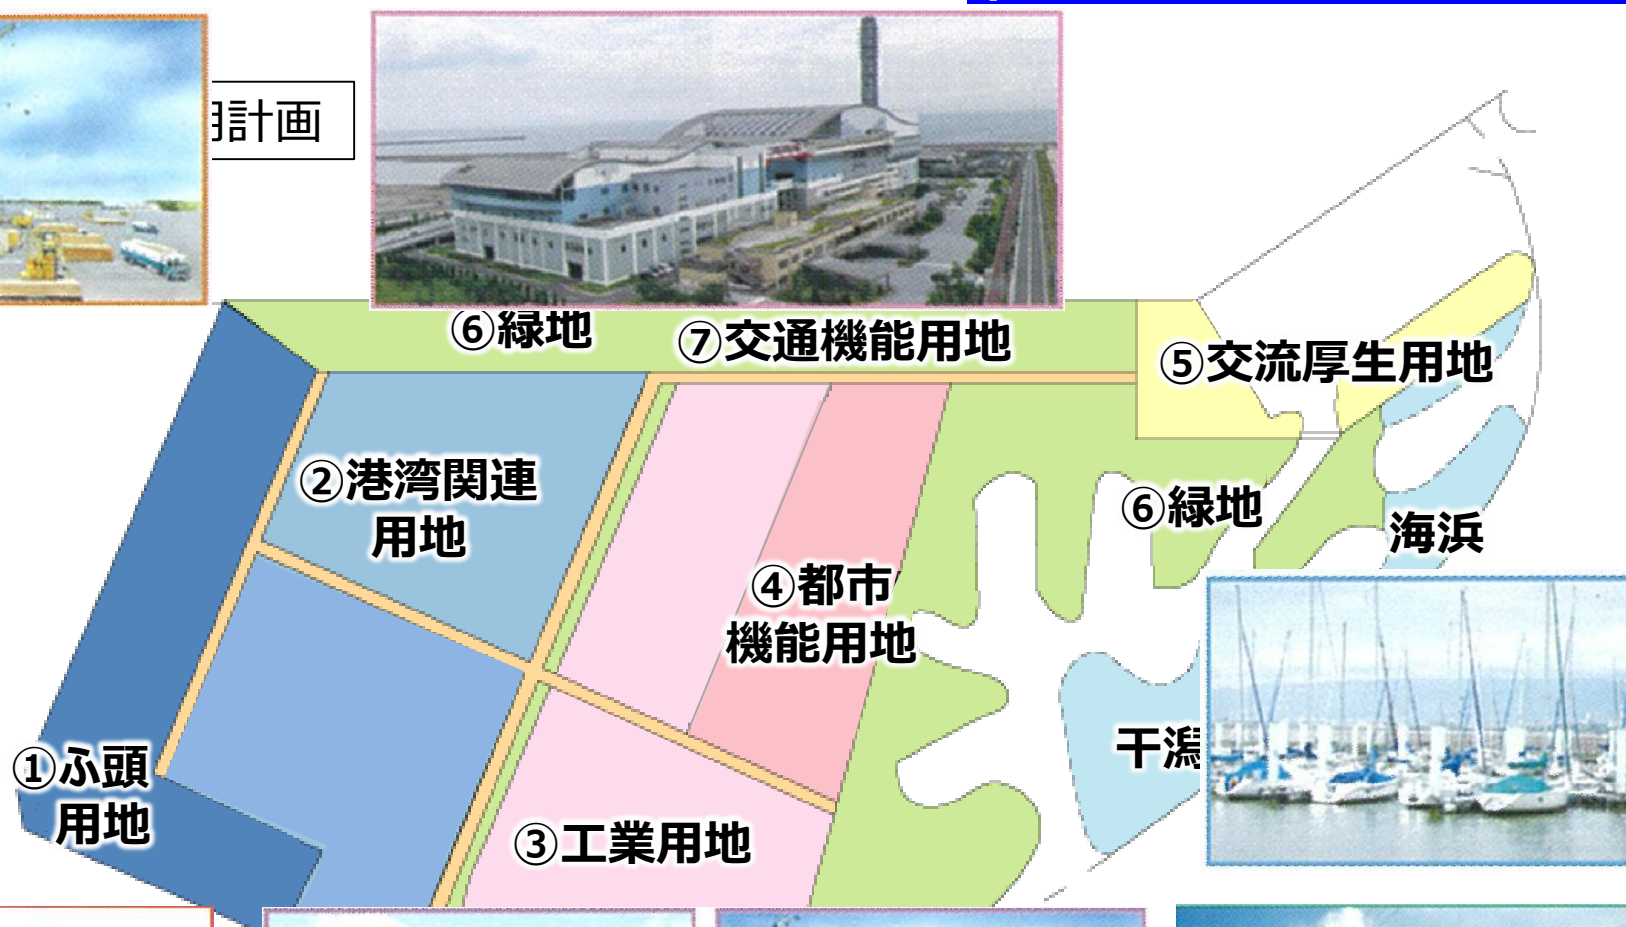 計画
⑥緑地
⑦交通機能用地
⑤交流厚生用地
②港湾関連
用地
⑥緑地
海浜
④都市
機能用地
干潟
①ふ頭
用地
③工業用地